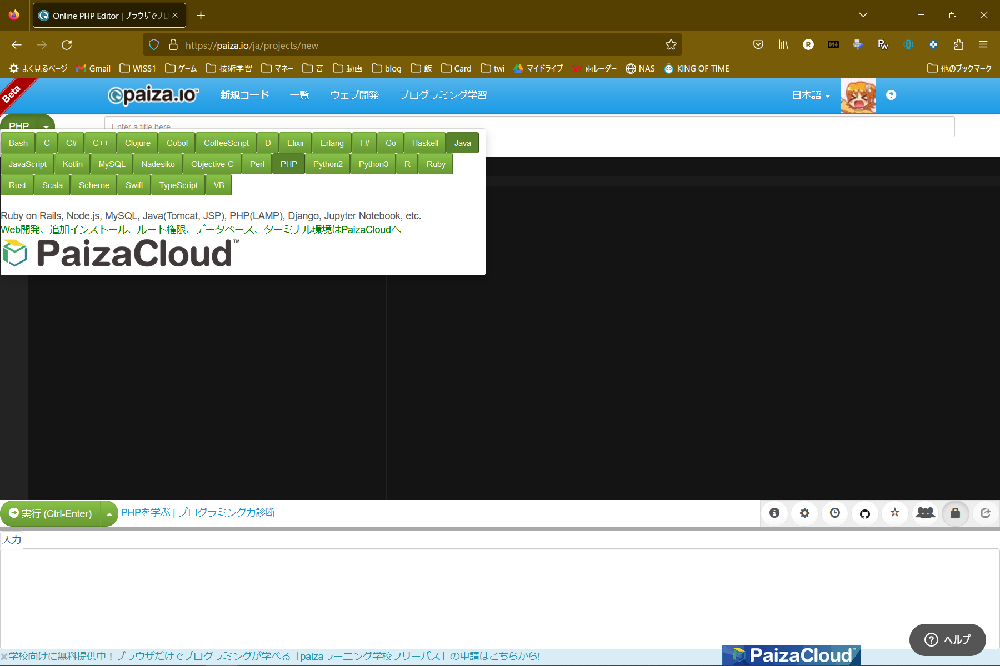 Online PHP Editor | ブラウザでプロ
https://paiza.io/ja/projects/new
よく見るページ Gmail WISS1 ゲーム 技術学習 マネー 音 動画 blog 飯 Card twi マイドライブ 雨レーダー NAS KING OF TIME 他のブックマーク
Beta
paiza.io™ 新規コード 一覧 ウェブ開発 プログラミング学習 日本語
PHP Enter a title here
Bash C C# C++ Clojure Cobol CoffeeScript D Elixir Erlang F# Go Haskell Java
JavaScript Kotlin MySQL Nadesiko Objective-C Perl PHP Python2 Python3 R Ruby
Rust Scala Scheme Swift TypeScript VB
Ruby on Rails, Node.js, MySQL, Java(Tomcat, JSP), PHP(LAMP), Django, Jupyter Notebook, etc.
Web開発、追加インストール、ルート権限、データベース、ターミナル環境はPaizaCloudへ
PaizaCloud™
実行 (Ctrl-Enter) PHPを学ぶ | プログラミング力診断
入力
ヘルプ
学校向けに無料提供中！ブラウザだけでプログラミングが学べる「paizaラーニング学校フリーパス」の申請はこちらから!
PaizaCloud™